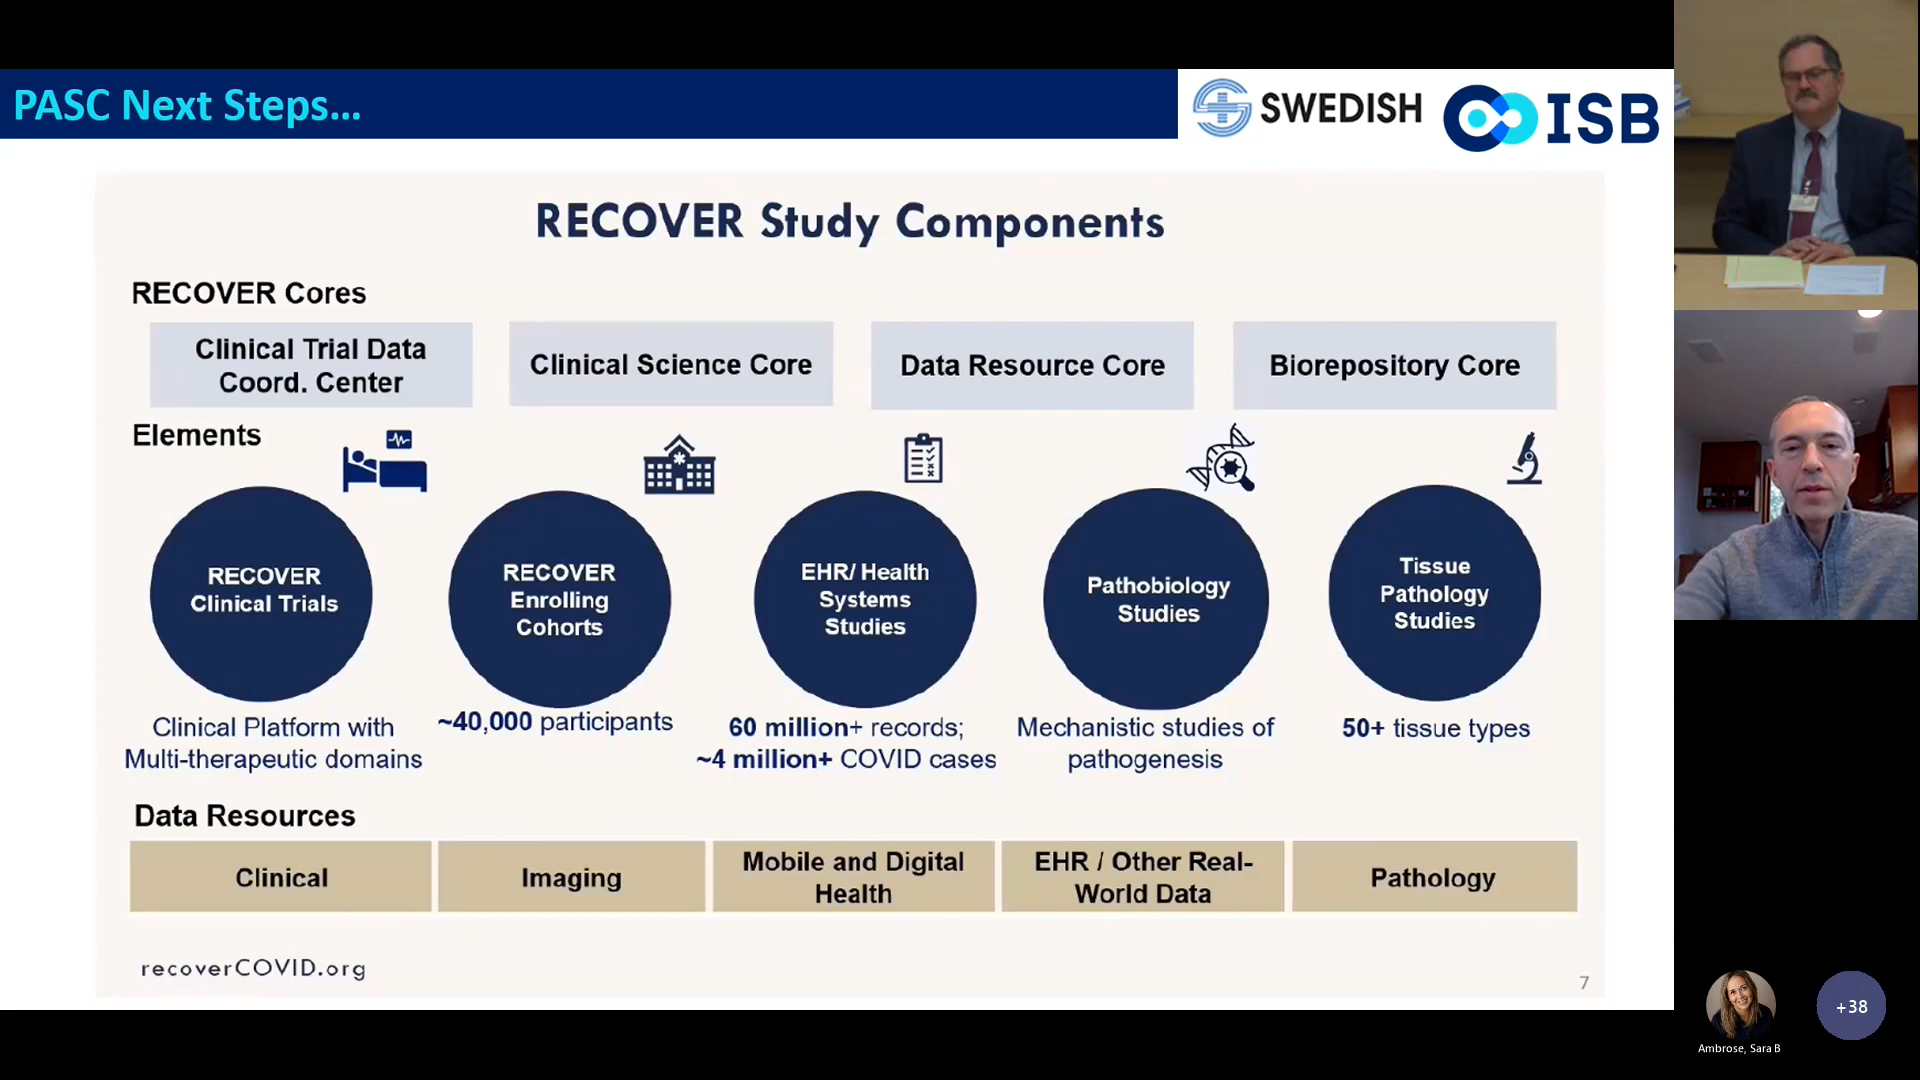 PASC Next Steps...
SWEDISH
ISB
RECOVER Study Components
RECOVER Cores
Clinical Trial Data
Coord. Center
Clinical Science Core
Data Resource Core
Biorepository Core
Elements
RECOVER
Clinical Trials
RECOVER
Enrolling
Cohorts
EHR/ Health
Systems
Studies
Pathobiology
Studies
Tissue
Pathology
Studies
Clinical Platform with
Multi-therapeutic domains
~40,000 participants
60 million+ records;
~4 million+ COVID cases
Mechanistic studies of
pathogenesis
50+ tissue types
Data Resources
Clinical
Imaging
Mobile and Digital
Health
EHR / Other Real-
World Data
Pathology
recoverCOVID.org
7
+38
Ambrose, Sara B